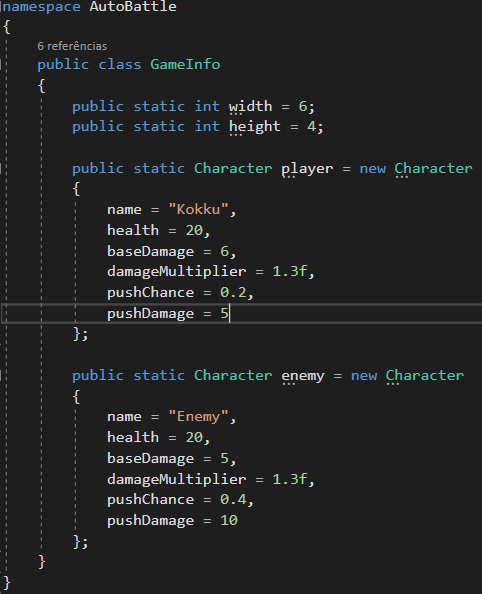 namespace AutoBattle
{
6 referências
public class GameInfo
{
public static int width = 6;
public static int height = 4;
public static Character player = new Character
{
name = "Kokku",
health = 20,
baseDamage = 6,
damageMultiplier = 1.3f,
pushChance = 0.2,
pushDamage = 5
};
public static Character enemy = new Character
{
name = "Enemy",
health = 20,
baseDamage = 5,
damageMultiplier = 1.3f,
pushChance = 0.4,
pushDamage = 10
};
}
}